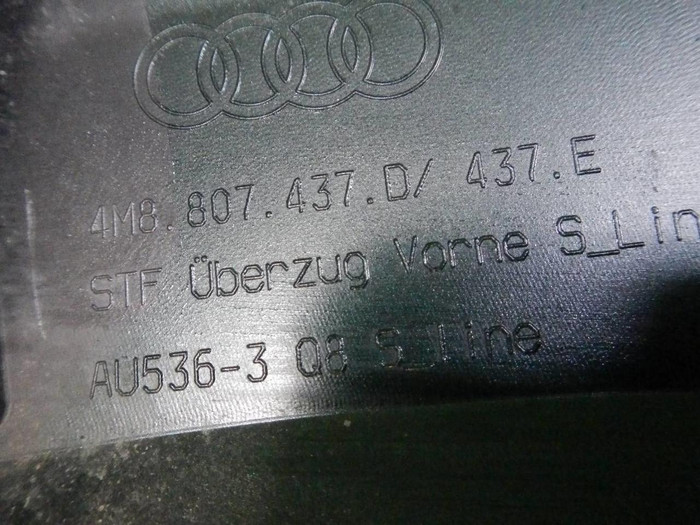 4M8.807.437.D/ 437.E
STF Überzug Vorne S_Lin
AU536-3 Q8 S_Line